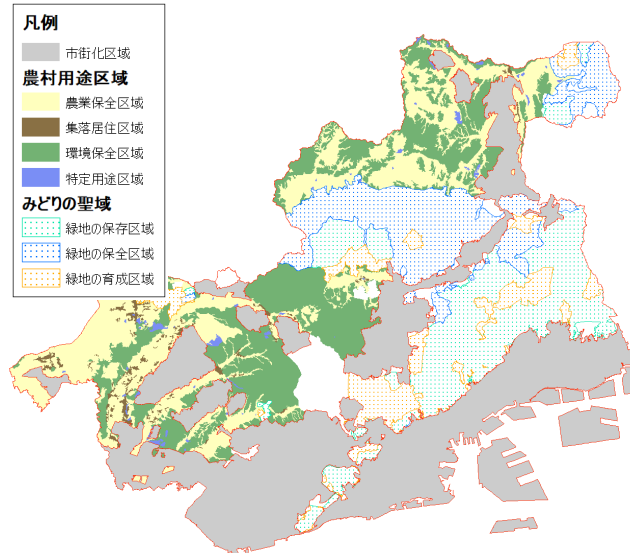 凡例
市街化区域
農村用途区域
農業保全区域
集落居住区域
環境保全区域
特定用途区域
みどりの聖域
緑地の保存区域
緑地の保全区域
緑地の育成区域